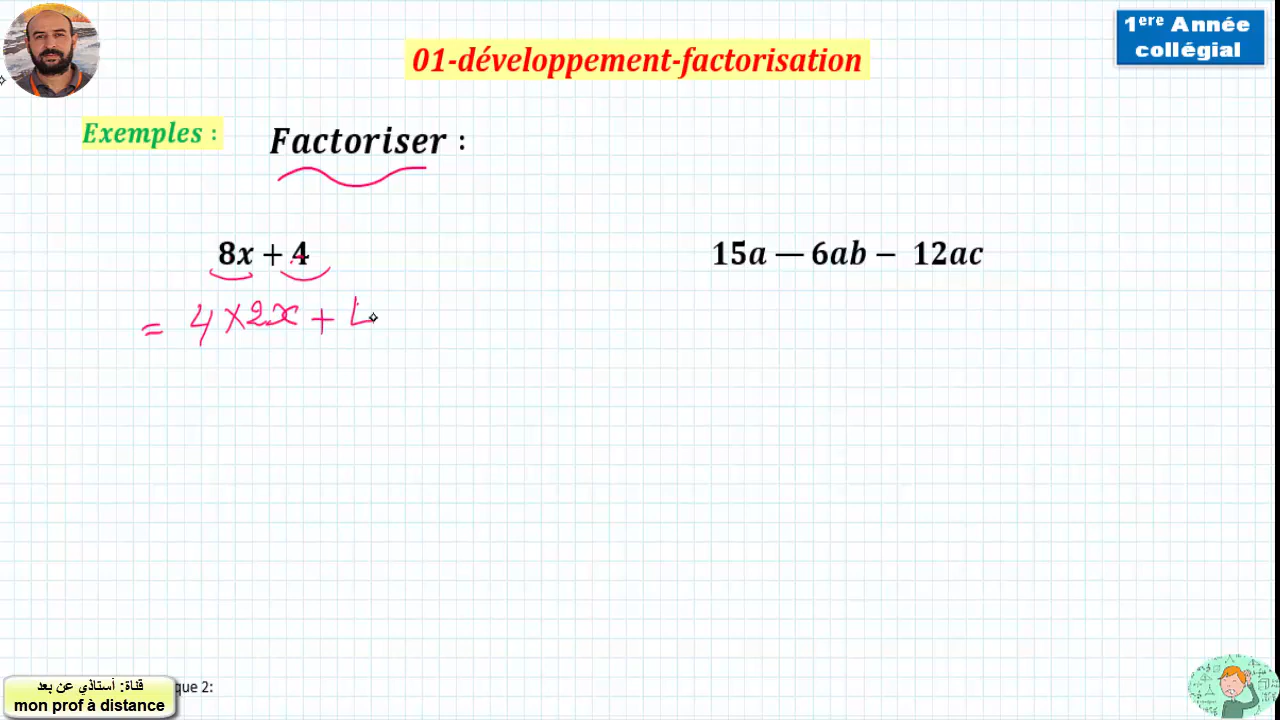 1ere Année
collégial
01-développement-factorisation
Exemples :
Factoriser :
8x + 4
15a — 6ab − 12ac
= 4 × 2x +
قناة: أستاذي عن بعد
mon prof à distance
que 2: